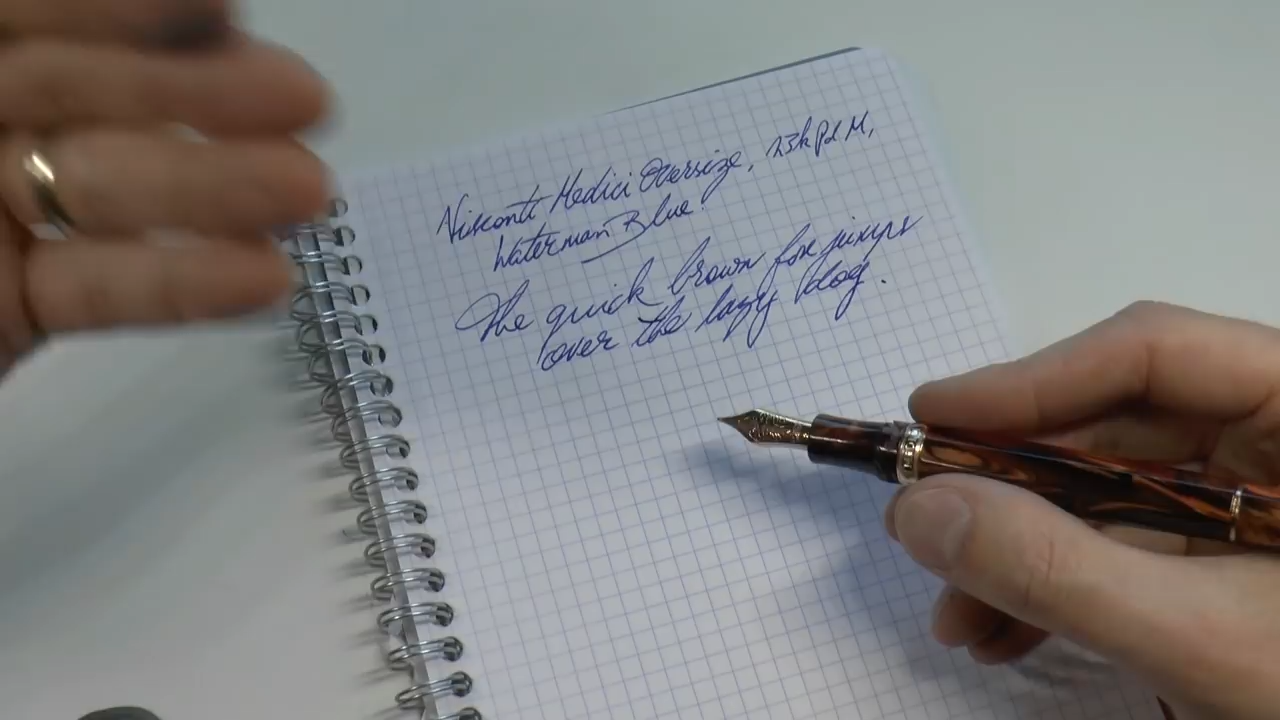 Visconti Medici Oversize, 23k Pd M,
Waterman Blue.
The quick brown fox jumps
over the lazy dog.